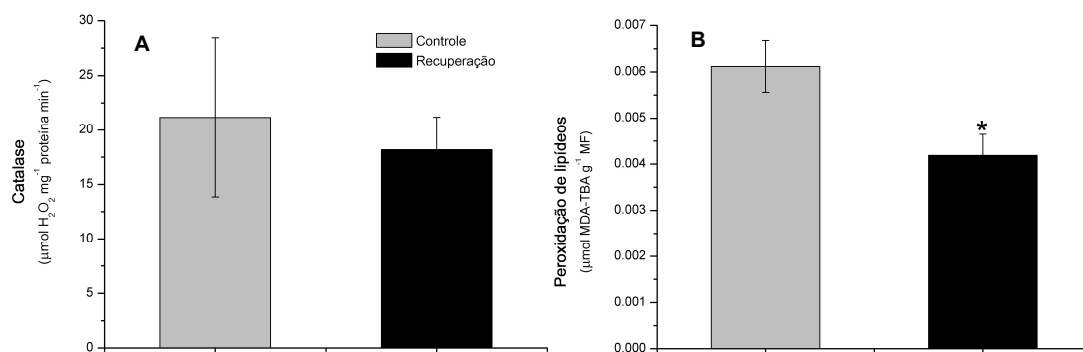 A
Controle
Recuperação
30
25
20
15
10
5
0
Catalase
(µmol H₂O₂ mg⁻¹ proteína min⁻¹)
B
*
0.007
0.006
0.005
0.004
0.003
0.002
0.001
0.000
Peroxidação de lipídeos
(µmol MDA-TBA g⁻¹ MF)